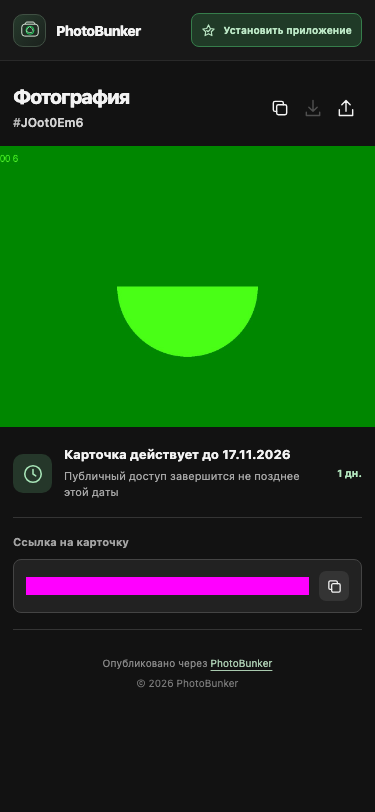 PhotoBunker
Установить приложение
Фотография
#JOot0Em6
00 6
Карточка действует до 17.11.2026
Публичный доступ завершится не позднее
этой даты
1 дн.
Ссылка на карточку
Опубликовано через PhotoBunker
© 2026 PhotoBunker